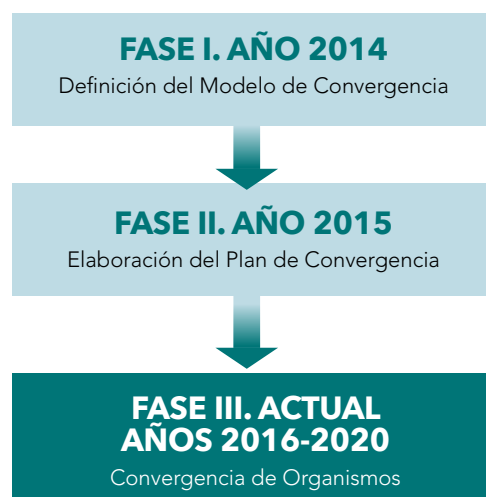 FASE I. AÑO 2014
Definición del Modelo de Convergencia
FASE II. AÑO 2015
Elaboración del Plan de Convergencia
FASE III. ACTUAL
AÑOS 2016-2020
Convergencia de Organismos